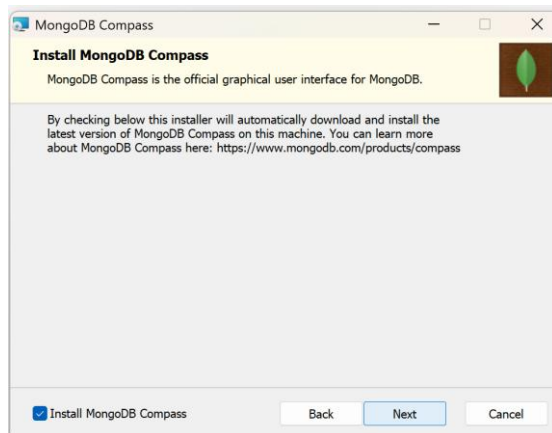 MongoDB Compass
Install MongoDB Compass
MongoDB Compass is the official graphical user interface for MongoDB.
By checking below this installer will automatically download and install the
latest version of MongoDB Compass on this machine. You can learn more
about MongoDB Compass here: https://www.mongodb.com/products/compass
Install MongoDB Compass
Back
Next
Cancel